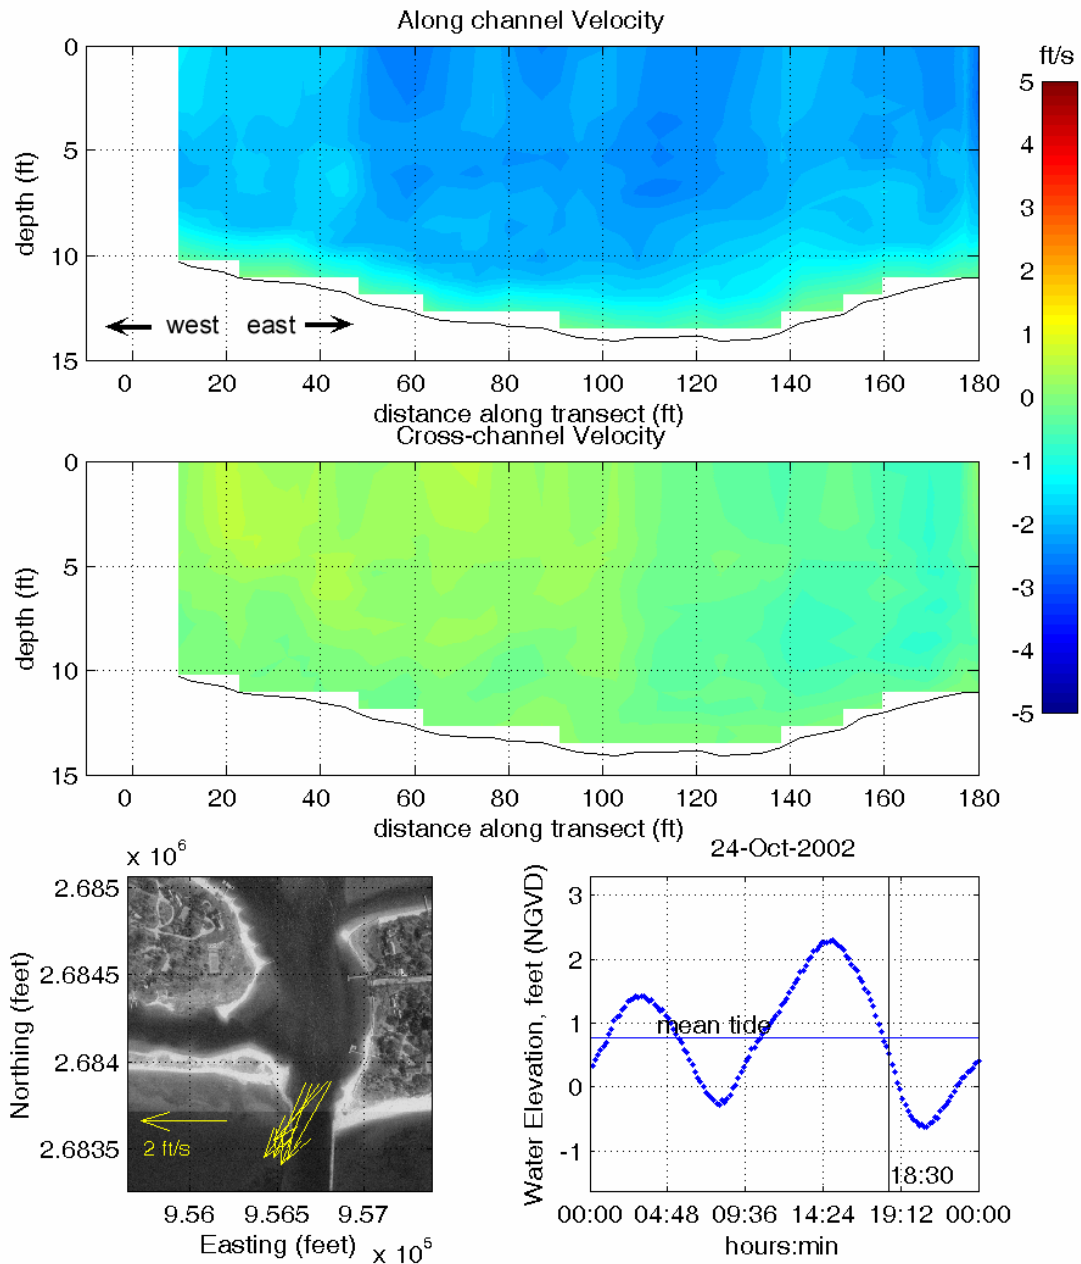 Along channel Velocity
ft/s
0
5
10
15
depth (ft)
west east
0 20 40 60 80 100 120 140 160 180
distance along transect (ft)
5
4
3
2
1
0
-1
-2
-3
-4
-5
Cross-channel Velocity
0
5
10
15
depth (ft)
0 20 40 60 80 100 120 140 160 180
distance along transect (ft)
x 10^6
2.685
2.6845
2.684
2.6835
Northing (feet)
2 ft/s
9.56 9.565 9.57
Easting (feet) x 10^5
24-Oct-2002
3
2
1
0
-1
Water Elevation, feet (NGVD)
mean tide
18:30
00:00 04:48 09:36 14:24 19:12 00:00
hours:min